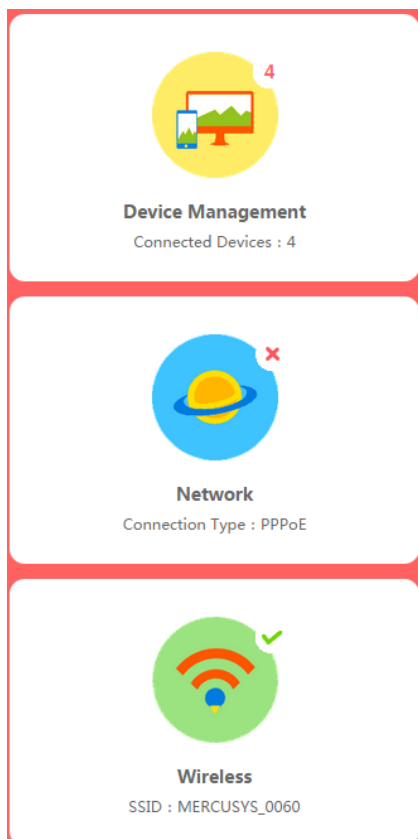 4
Device Management
Connected Devices : 4
Network
Connection Type : PPPoE
Wireless
SSID : MERCUSYS_0060